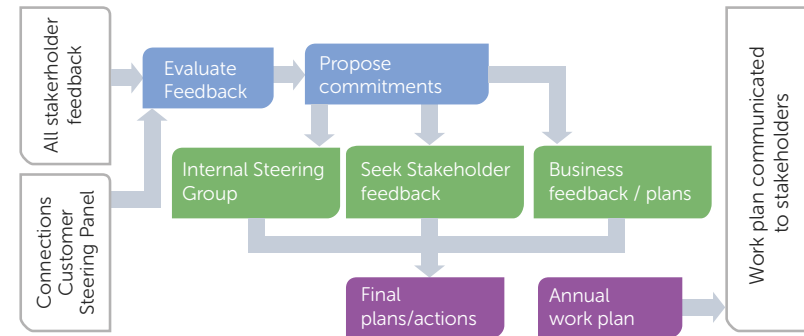 All stakerholder
feedback
Connections
Customer
Steering Panel
Evaluate
Feedback
Propose
commitments
Internal Steering
Group
Seek Stakeholder
feedback
Business
feedback / plans
Final
plans/actions
Annual
work plan
Work plan communicated
to stakeholders